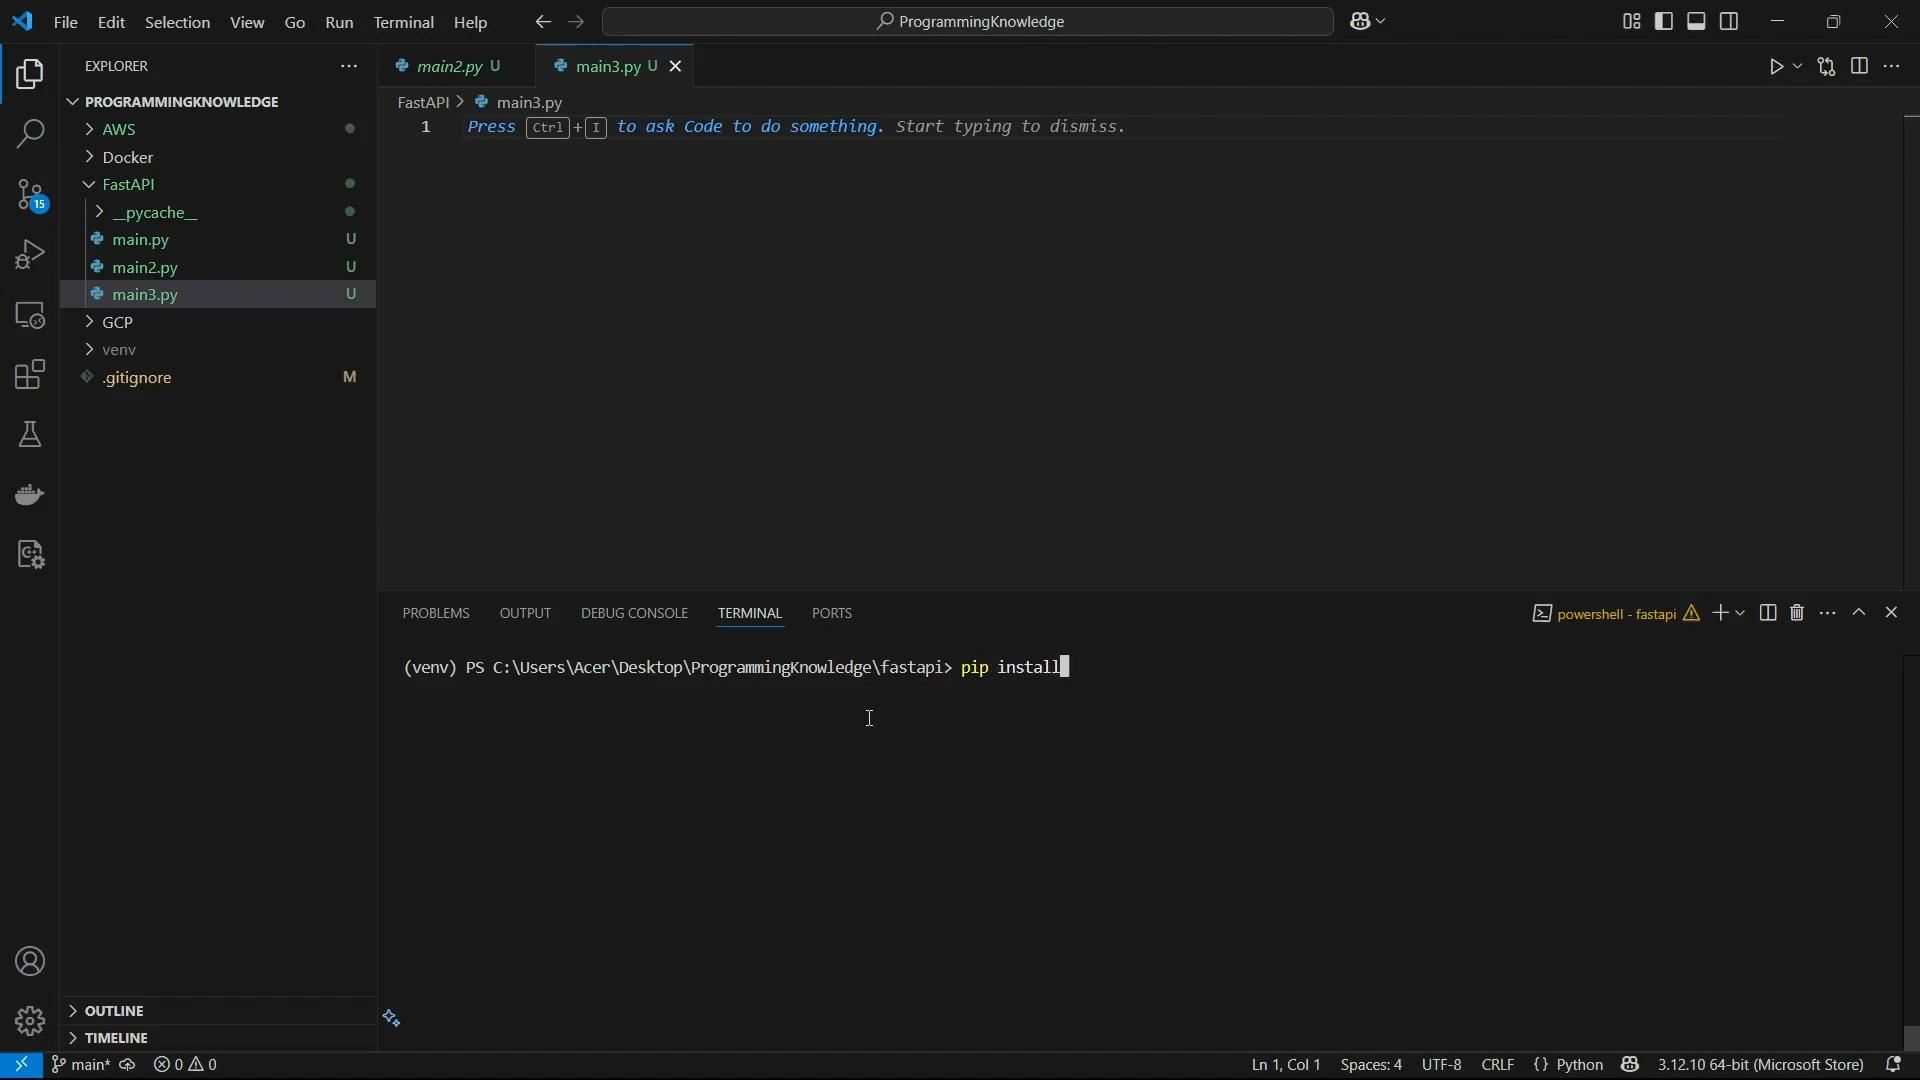 File Edit Selection View Go Run Terminal Help
ProgrammingKnowledge
EXPLORER
PROGRAMMINGKNOWLEDGE
AWS
Docker
FastAPI
__pycache__
main.py U
main2.py U
main3.py U
GCP
venv
.gitignore M
15
OUTLINE
TIMELINE
main2.py U
main3.py U
FastAPI > main3.py
1 Press Ctrl+I to ask Code to do something. Start typing to dismiss.
PROBLEMS OUTPUT DEBUG CONSOLE TERMINAL PORTS
powershell - fastapi
(venv) PS C:\Users\Acer\Desktop\ProgrammingKnowledge\fastapi> pip install
main* 0 0
Ln 1, Col 1 Spaces: 4 UTF-8 CRLF {} Python 3.12.10 64-bit (Microsoft Store)